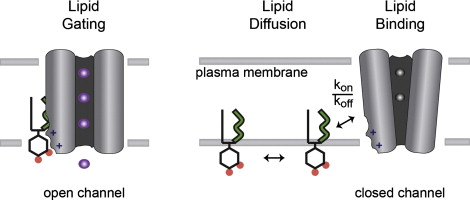 Lipid
Gating
Lipid
Diffusion
Lipid
Binding
plasma membrane
kon
koff
+
+
+
+
open channel
closed channel